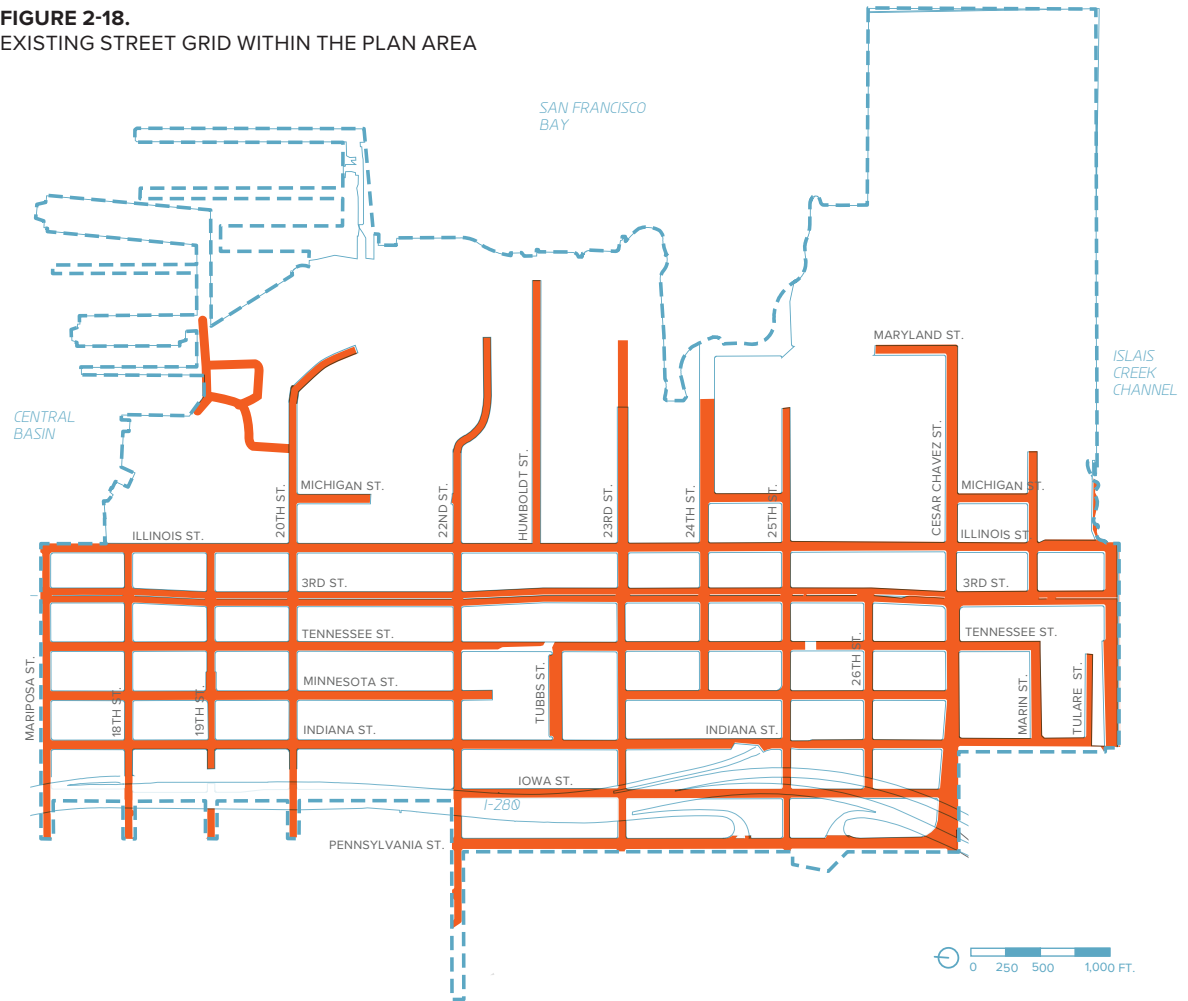 FIGURE 2-18.
EXISTING STREET GRID WITHIN THE PLAN AREA
SAN FRANCISCO
BAY
MARYLAND ST.
ISLAIS
CREEK
CHANNEL
CENTRAL
BASIN
MICHIGAN ST.
MICHIGAN ST.
20TH ST.
22ND ST.
HUMBOLDT ST.
23RD ST.
24TH ST.
25TH ST.
CESAR CHAVEZ ST.
ILLINOIS ST.
ILLINOIS ST.
3RD ST.
3RD ST.
TENNESSEE ST.
TENNESSEE ST.
MARIPOSA ST.
18TH ST.
19TH ST.
MINNESOTA ST.
TUBBS ST.
26TH ST.
MARIN ST.
TULARE ST.
INDIANA ST.
INDIANA ST.
IOWA ST.
I-280
PENNSYLVANIA ST.
0 250 500 1,000 FT.